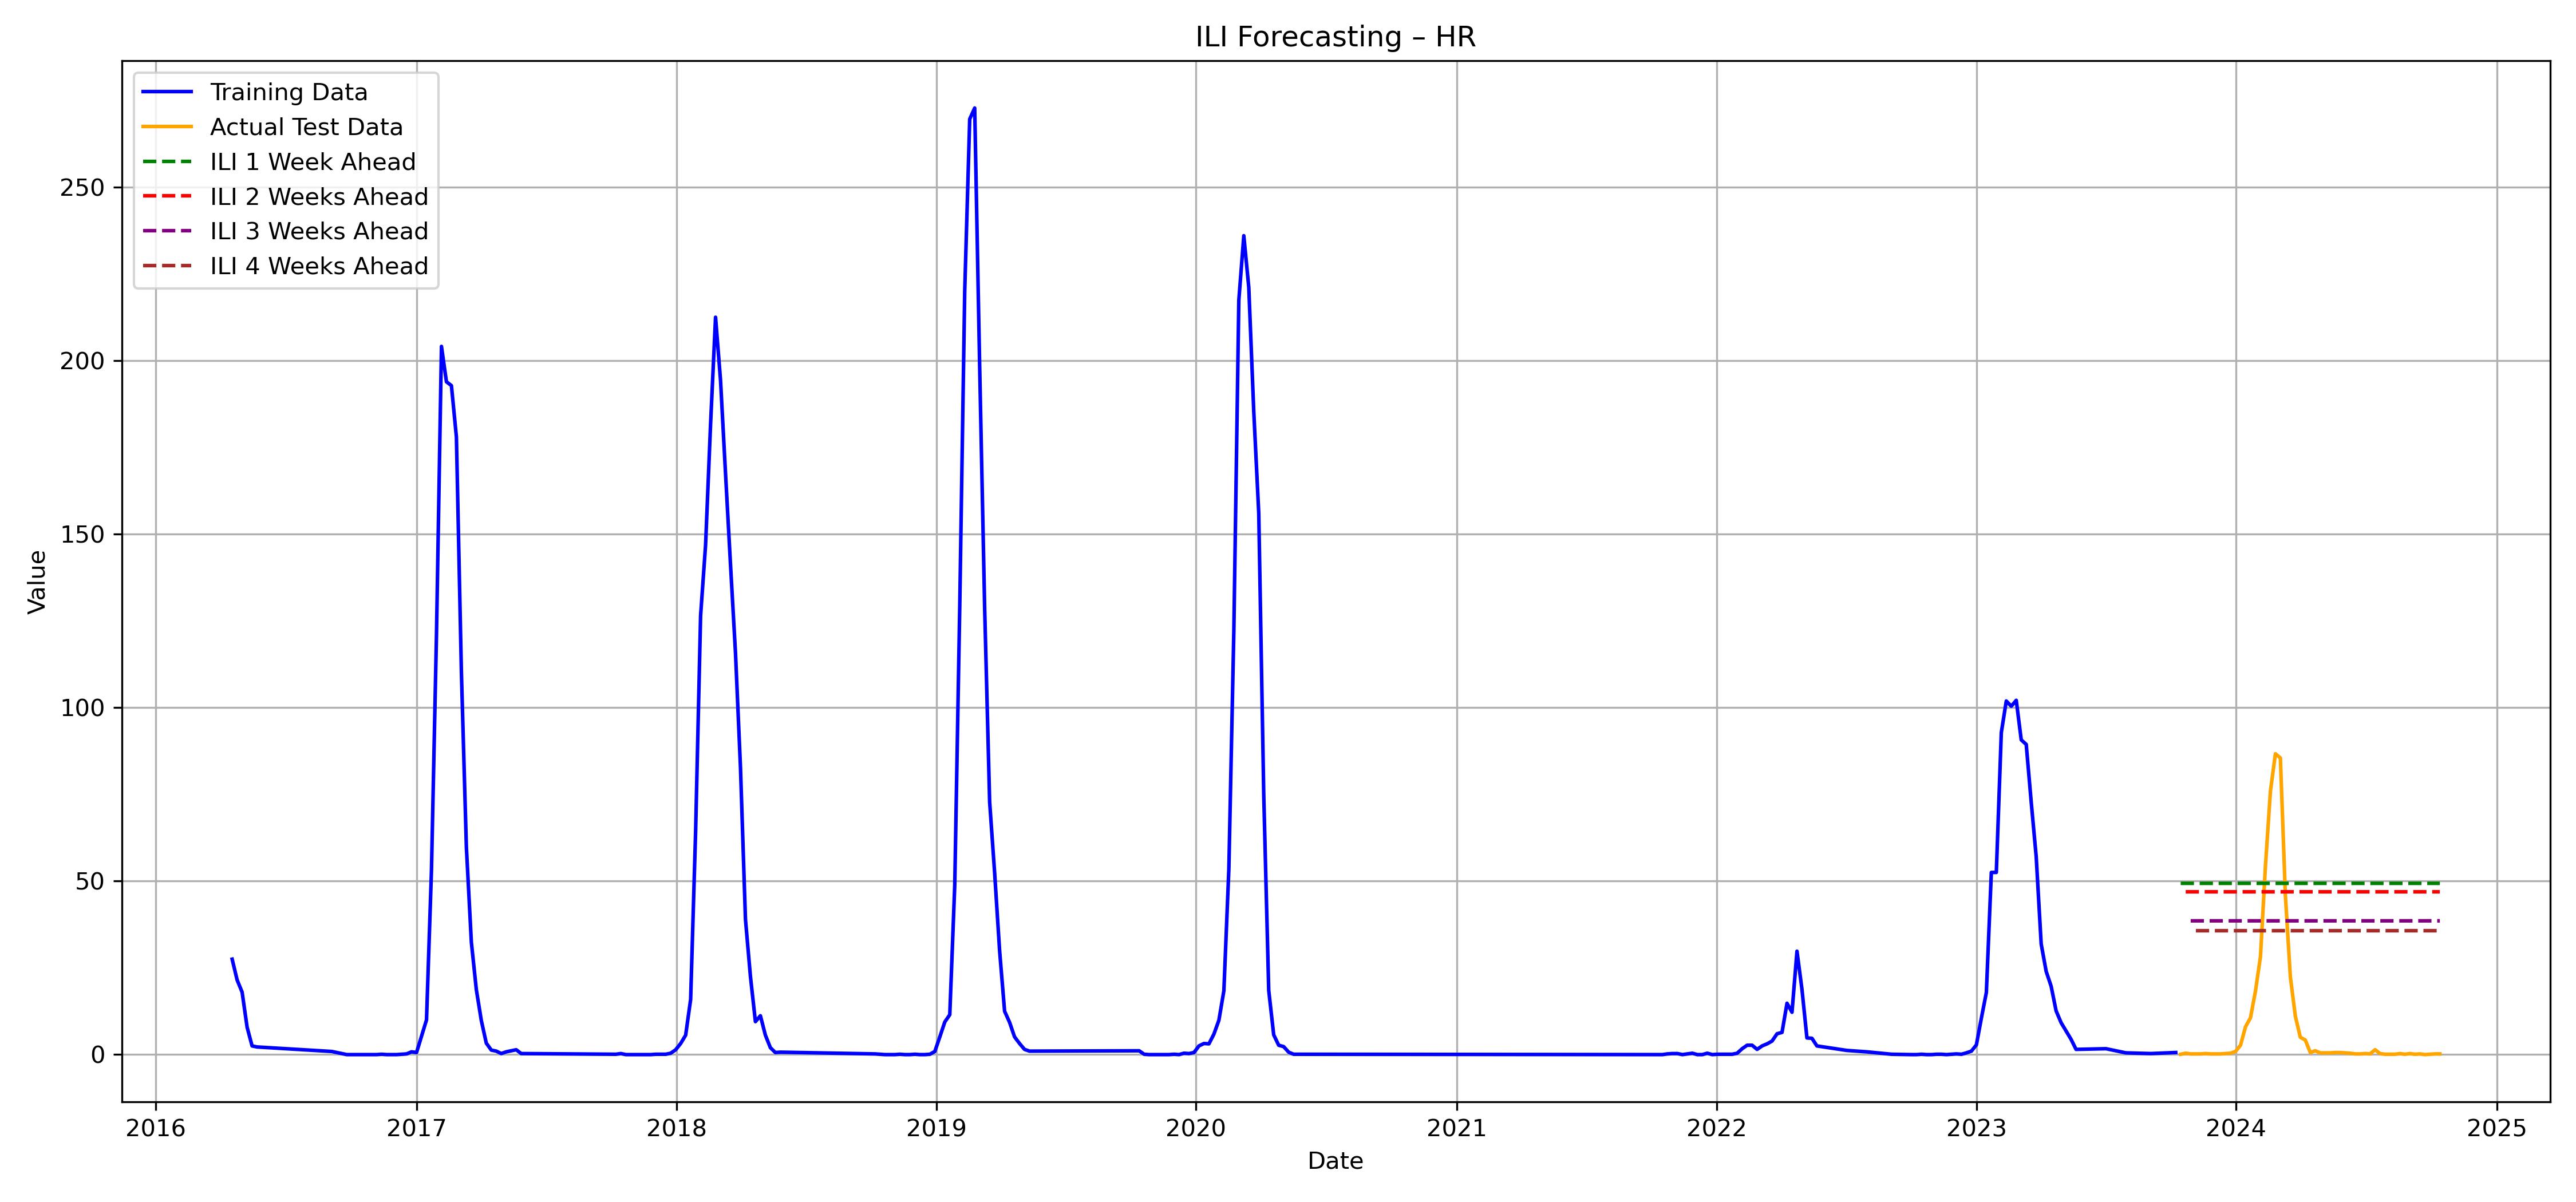 ILI Forecasting – HR
Training Data
Actual Test Data
ILI 1 Week Ahead
ILI 2 Weeks Ahead
ILI 3 Weeks Ahead
ILI 4 Weeks Ahead
Value
250
200
150
100
50
0
2016 2017 2018 2019 2020 2021 2022 2023 2024 2025
Date